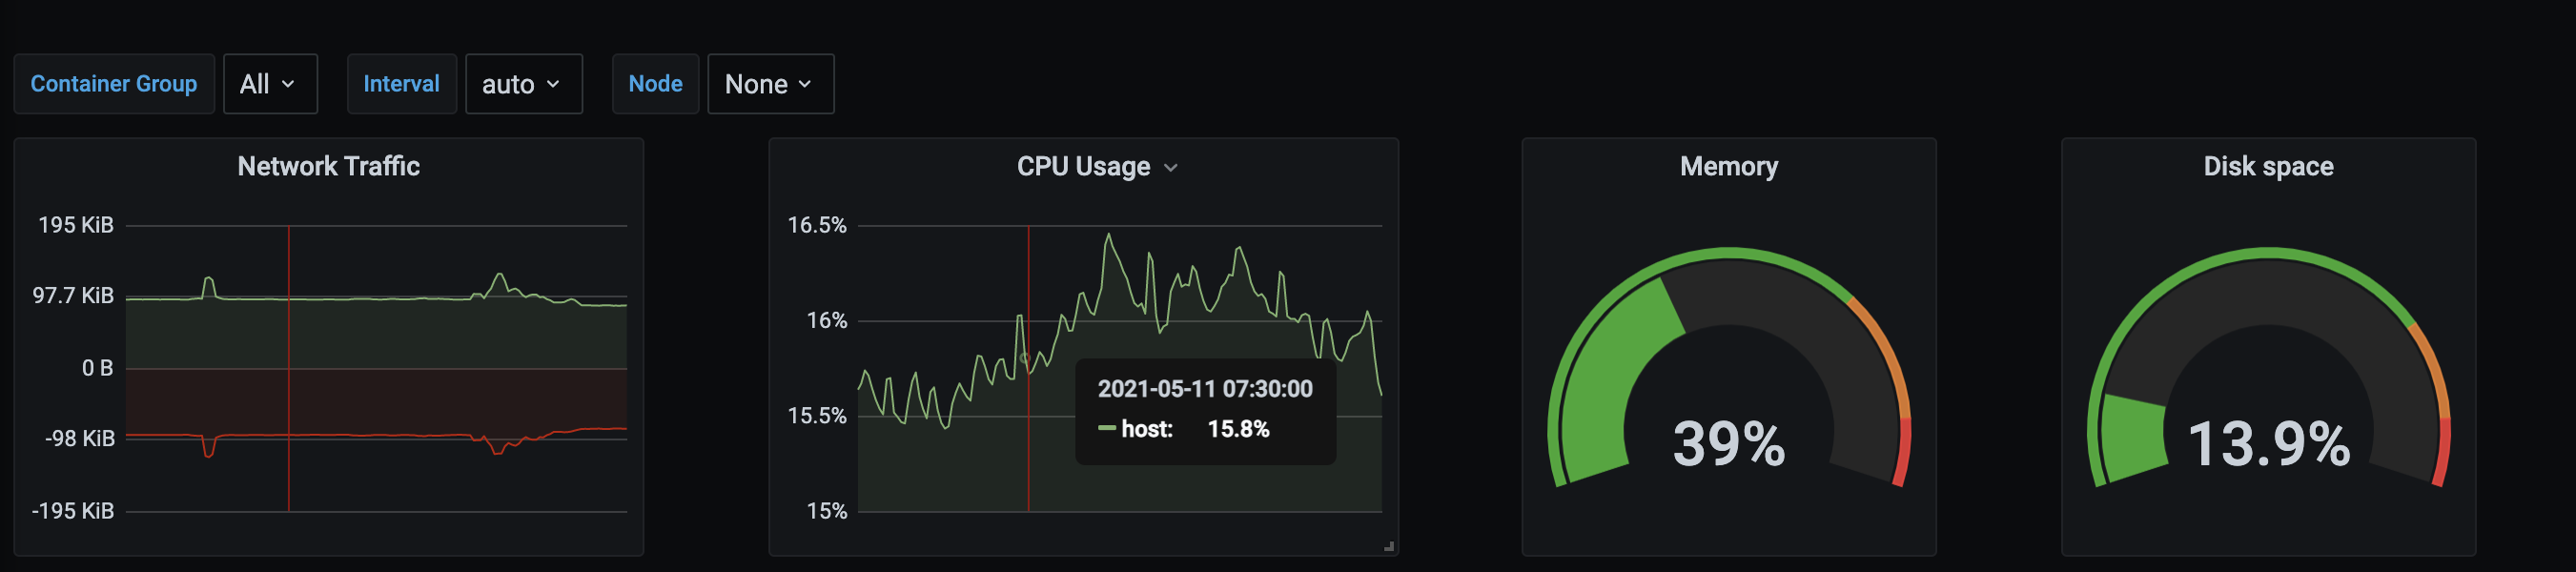 Container Group All Interval auto Node None
Network Traffic
195 KiB
97.7 KiB
0 B
-98 KiB
-195 KiB
CPU Usage
16.5%
16%
15.5%
15%
2021-05-11 07:30:00
host: 15.8%
Memory
39%
Disk space
13.9%